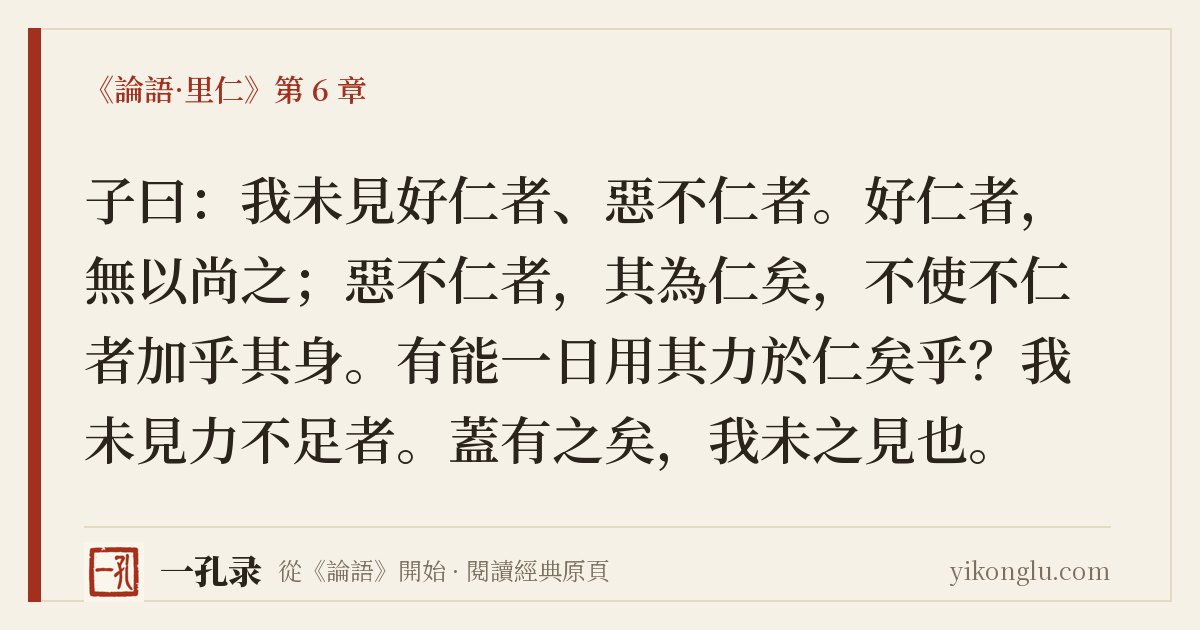 《論語·里仁》第 6 章
子曰：我未見好仁者、惡不仁者。好仁者，
無以尚之；惡不仁者，其為仁矣，不使不仁
者加乎其身。有能一日用其力於仁矣乎？我
未見力不足者。蓋有之矣，我未之見也。
一孔
一孔录 從《論語》開始 · 閱讀經典原頁
yikonglu.com